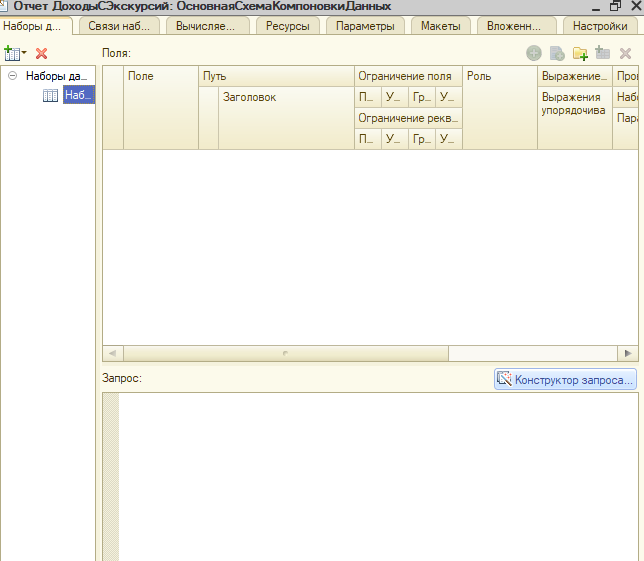 Отчет ДоходыСЭкскурсий: ОсновнаяСхемаКомпоновкиДанных
Наборы д... Связи наб... Вычисляе... Ресурсы Параметры Макеты Вложенн... Настройки
Поля:
Наборы да...
Наб...
Поле Путь Ограничение поля Роль Выражение... Про
Заголовок П... У... Гр... У... Выражения упорядочива Наб
Ограничение рекв... Пара
П... У... Гр... У...
Запрос:
Конструктор запроса...